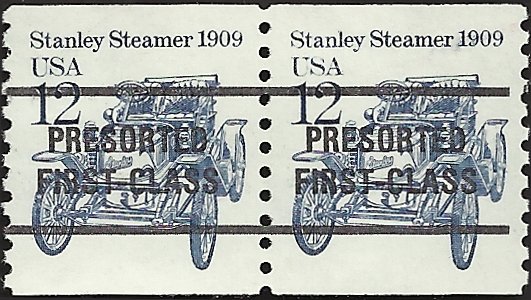 Stanley Steamer 1909
USA
12
PRESORTED
FIRST-CLASS
Stanley Steamer 1909
USA
12
PRESORTED
FIRST-CLASS